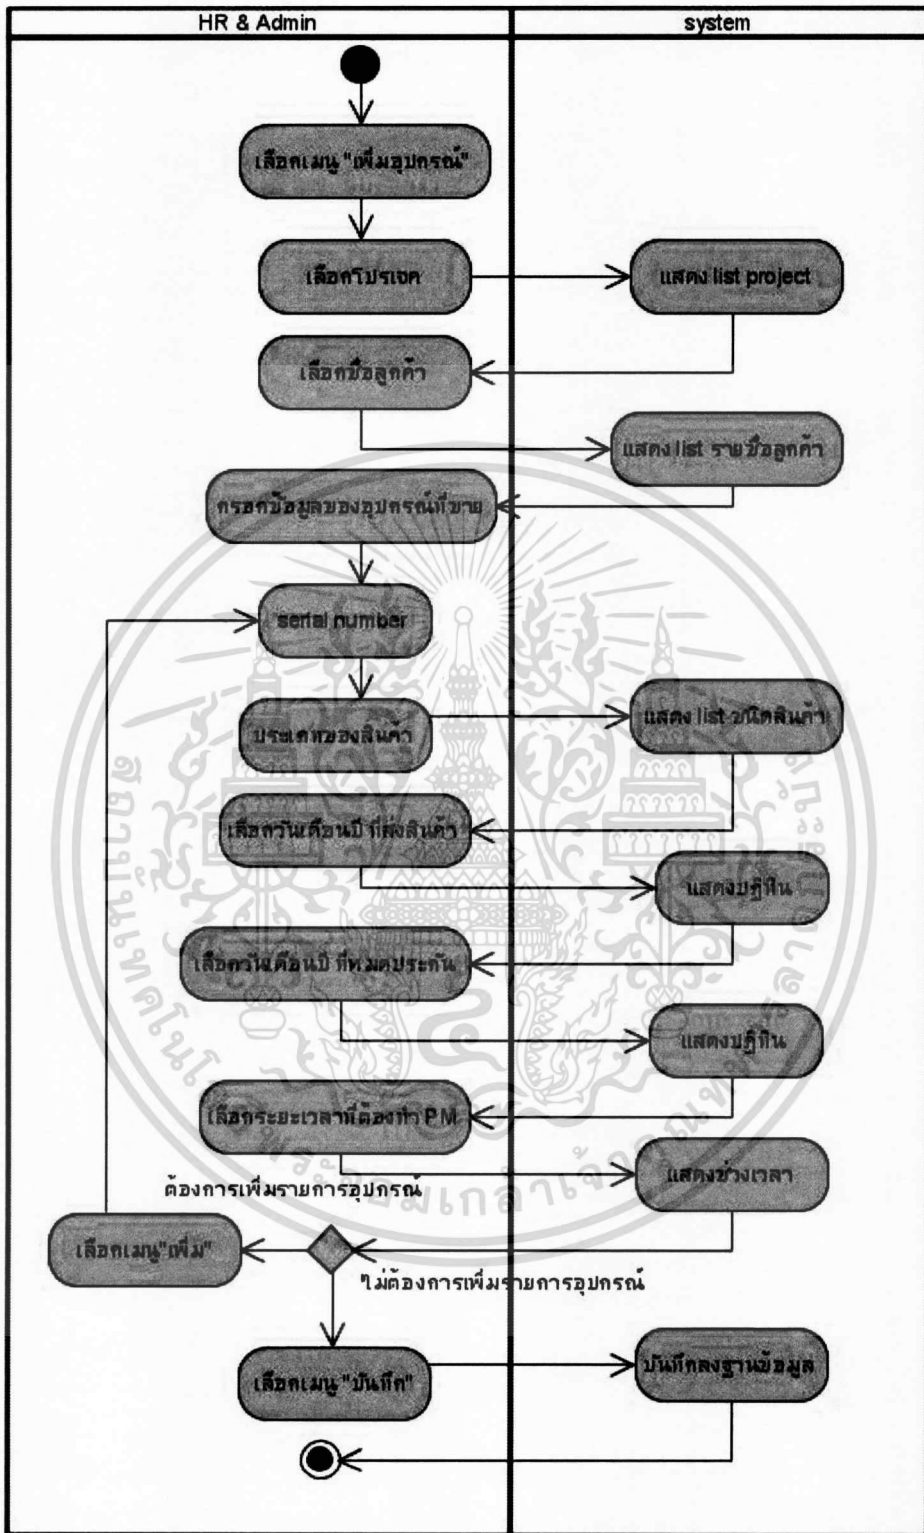 HR & Admin
system
เลือกเมนู "เพิ่มอุปกรณ์"
เลือกโปรเจค
แสดง list project
เลือกชื่อลูกค้า
แสดง list รายชื่อลูกค้า
กรอกข้อมูลของอุปกรณ์ที่ขาย
serial number
ประเภทของสินค้า
แสดง list ชนิดสินค้า
เลือกวันเดือนปี ที่ส่งสินค้า
แสดงปฏิทิน
เลือกวันเดือนปี ที่หมดประกัน
แสดงปฏิทิน
เลือกระยะเวลาที่ต้องทำ PM
แสดงช่วงเวลา
ต้องการเพิ่มรายการอุปกรณ์
เลือกเมนู"เพิ่ม"
ไม่ต้องการเพิ่มรายการอุปกรณ์
เลือกเมนู "บันทึก"
บันทึกลงฐานข้อมูล